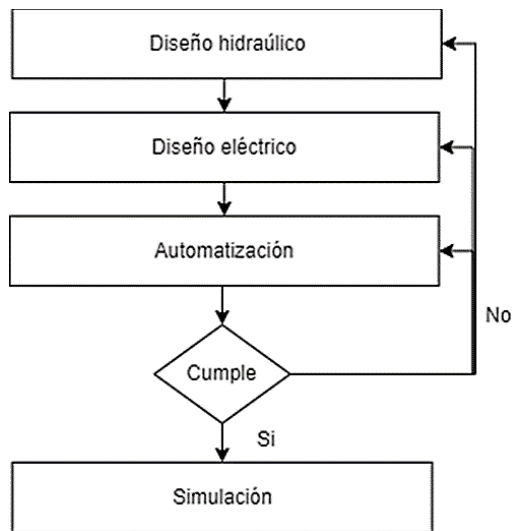 Diseño hidraúlico
Diseño eléctrico
Automatización
No
Cumple
Si
Simulación